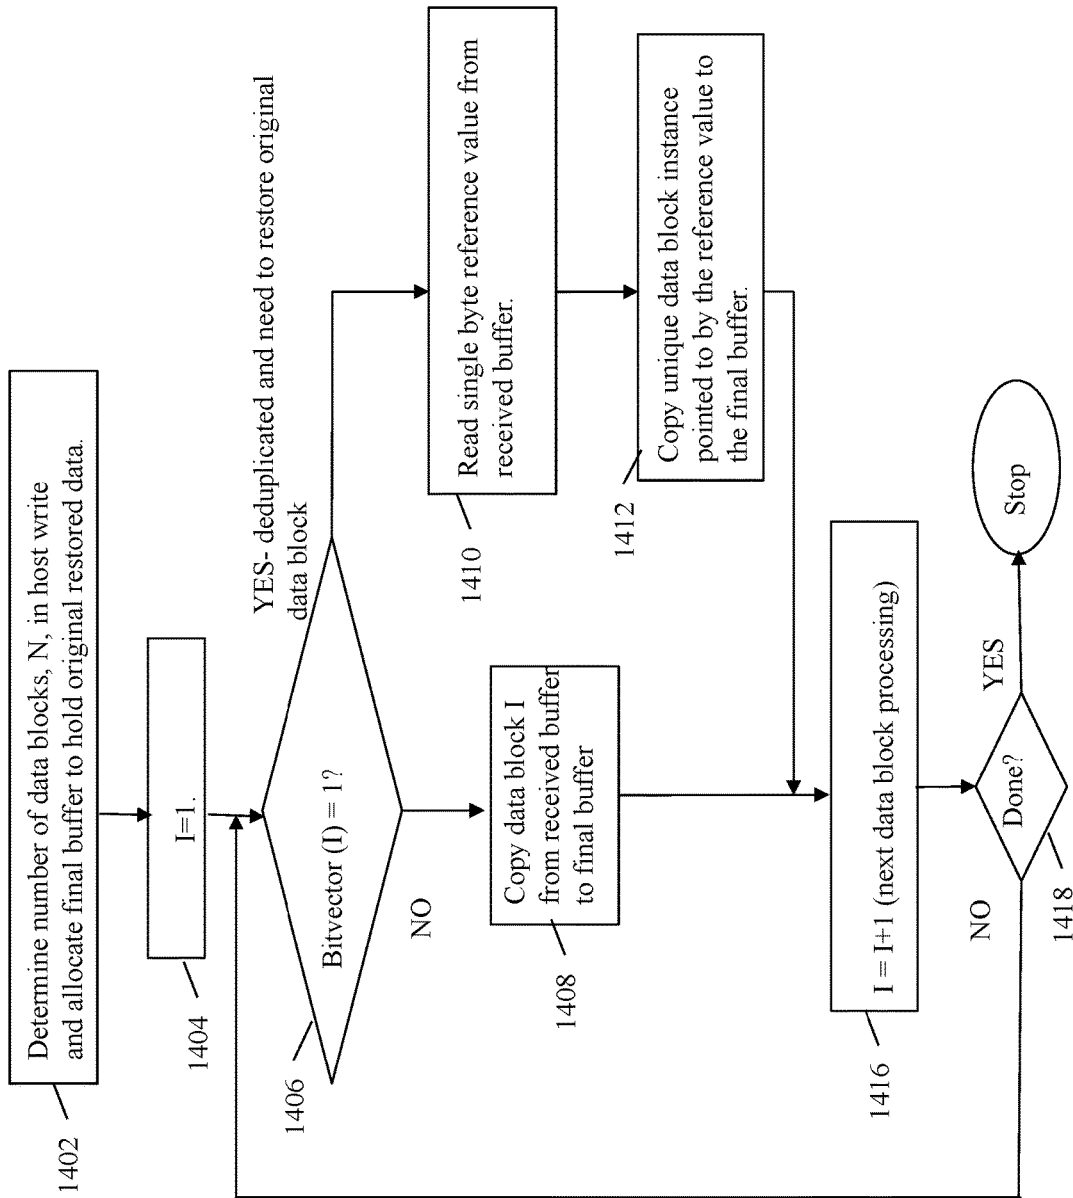 Determine number of data blocks, N, in host write
and allocate final buffer to hold original restored data.
1402
I=1.
1404
Bitvector (I) = 1?
1406
YES- deduplicated and need to restore original
data block
NO
Read single byte reference value from
received buffer.
1410
Copy data block I
from received buffer
to final buffer
1408
Copy unique data block instance
pointed to by the reference value to
the final buffer.
1412
I = I+1 (next data block processing)
1416
Done?
1418
NO
YES
Stop